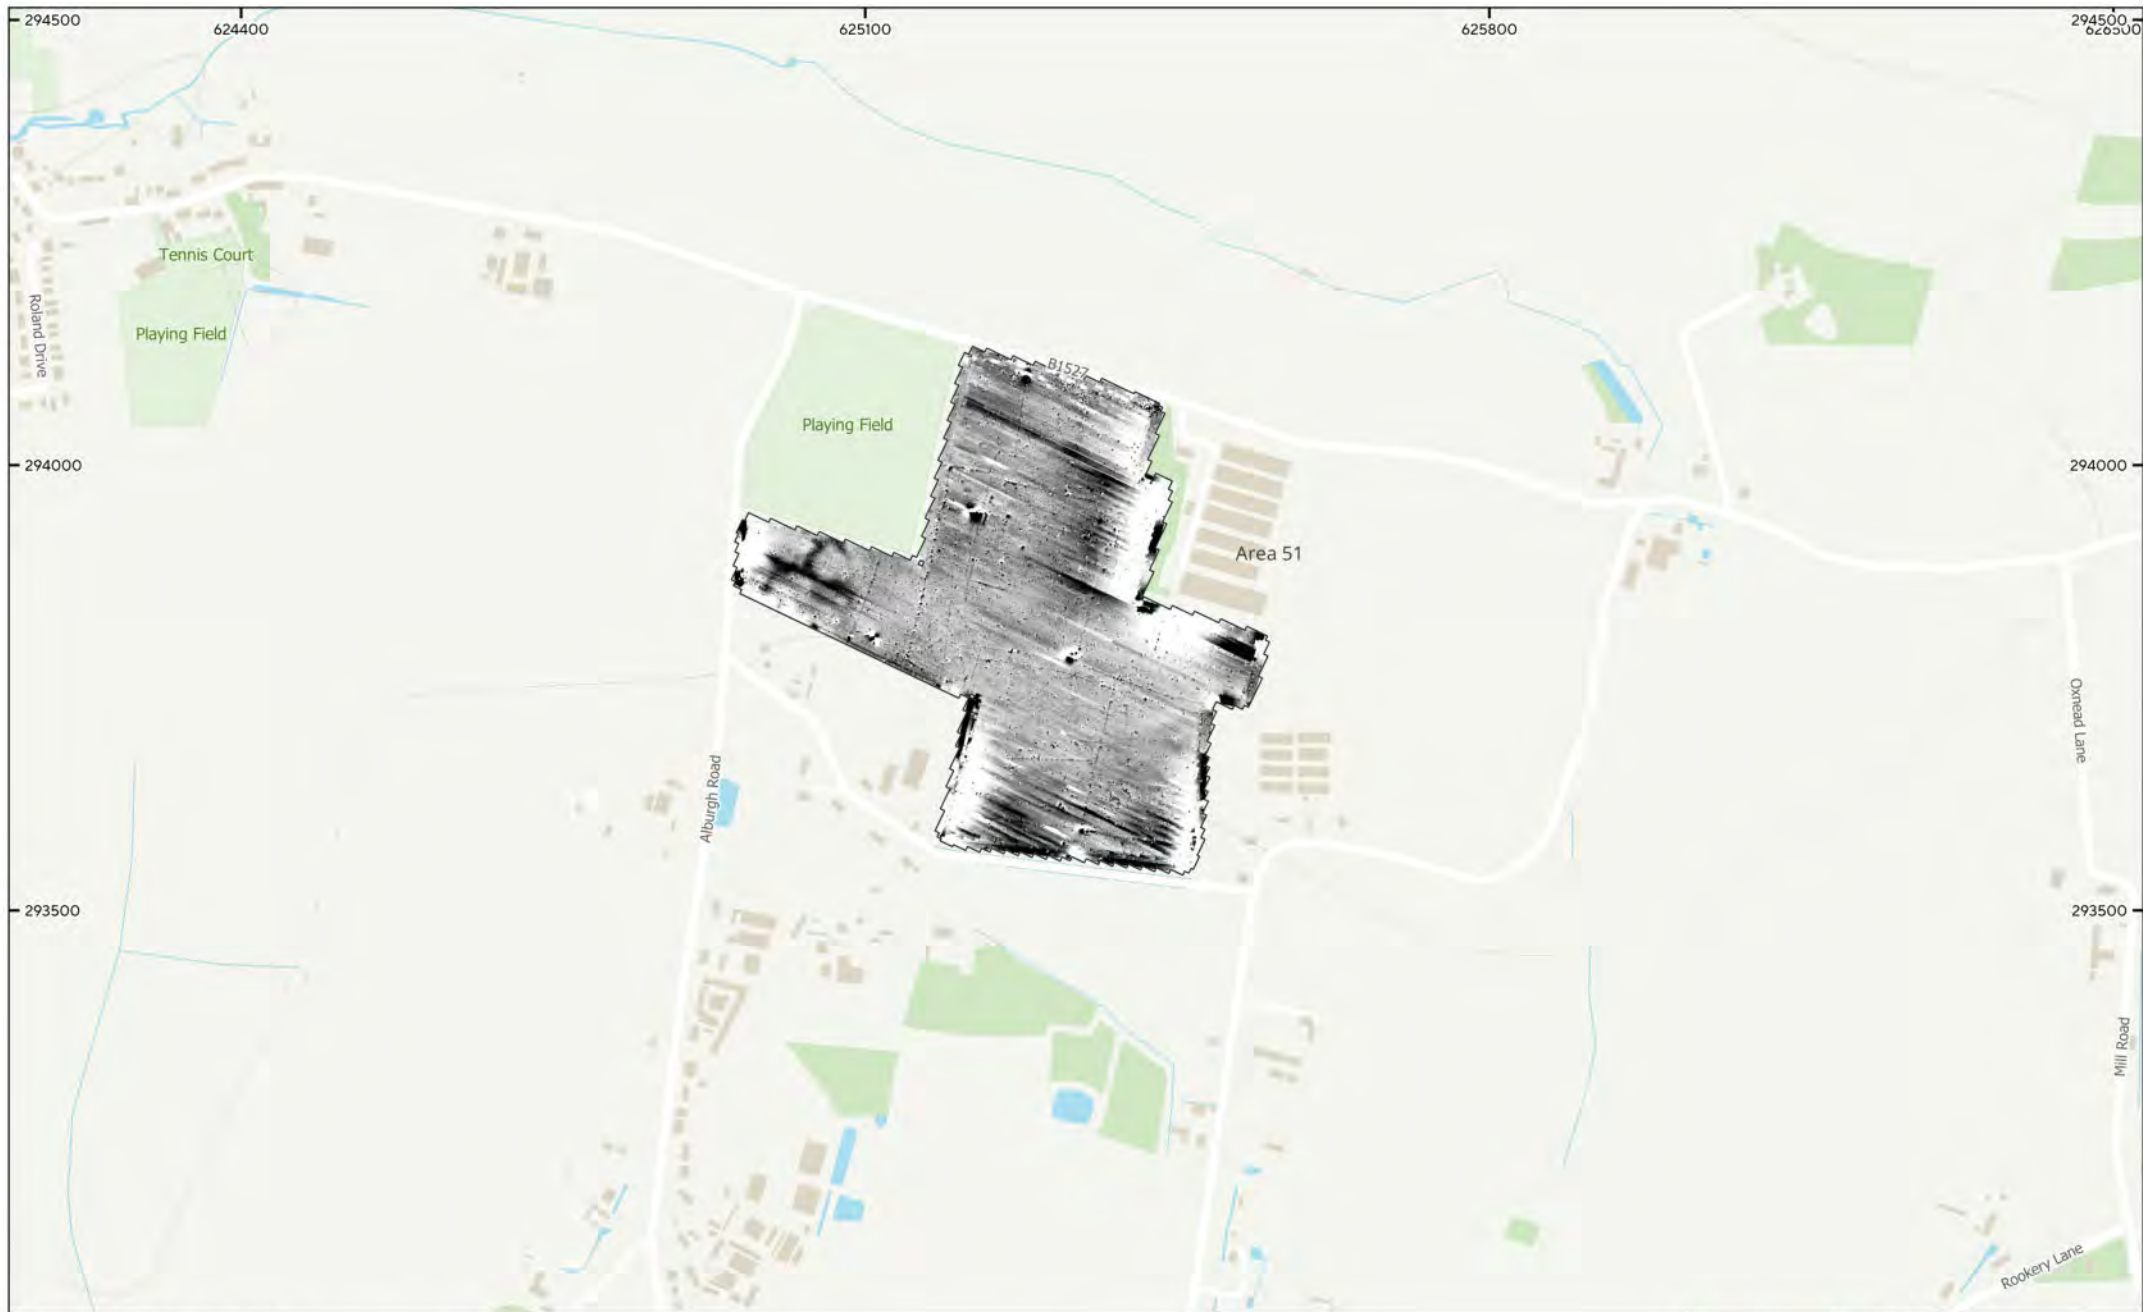 294500
624400
625100
625800
294500
626500
Tennis Court
Roland Drive
Playing Field
B1527
Playing Field
294000
294000
Area 51
Oxnead Lane
Alburgh Road
293500
293500
Mill Road
Rookery Lane